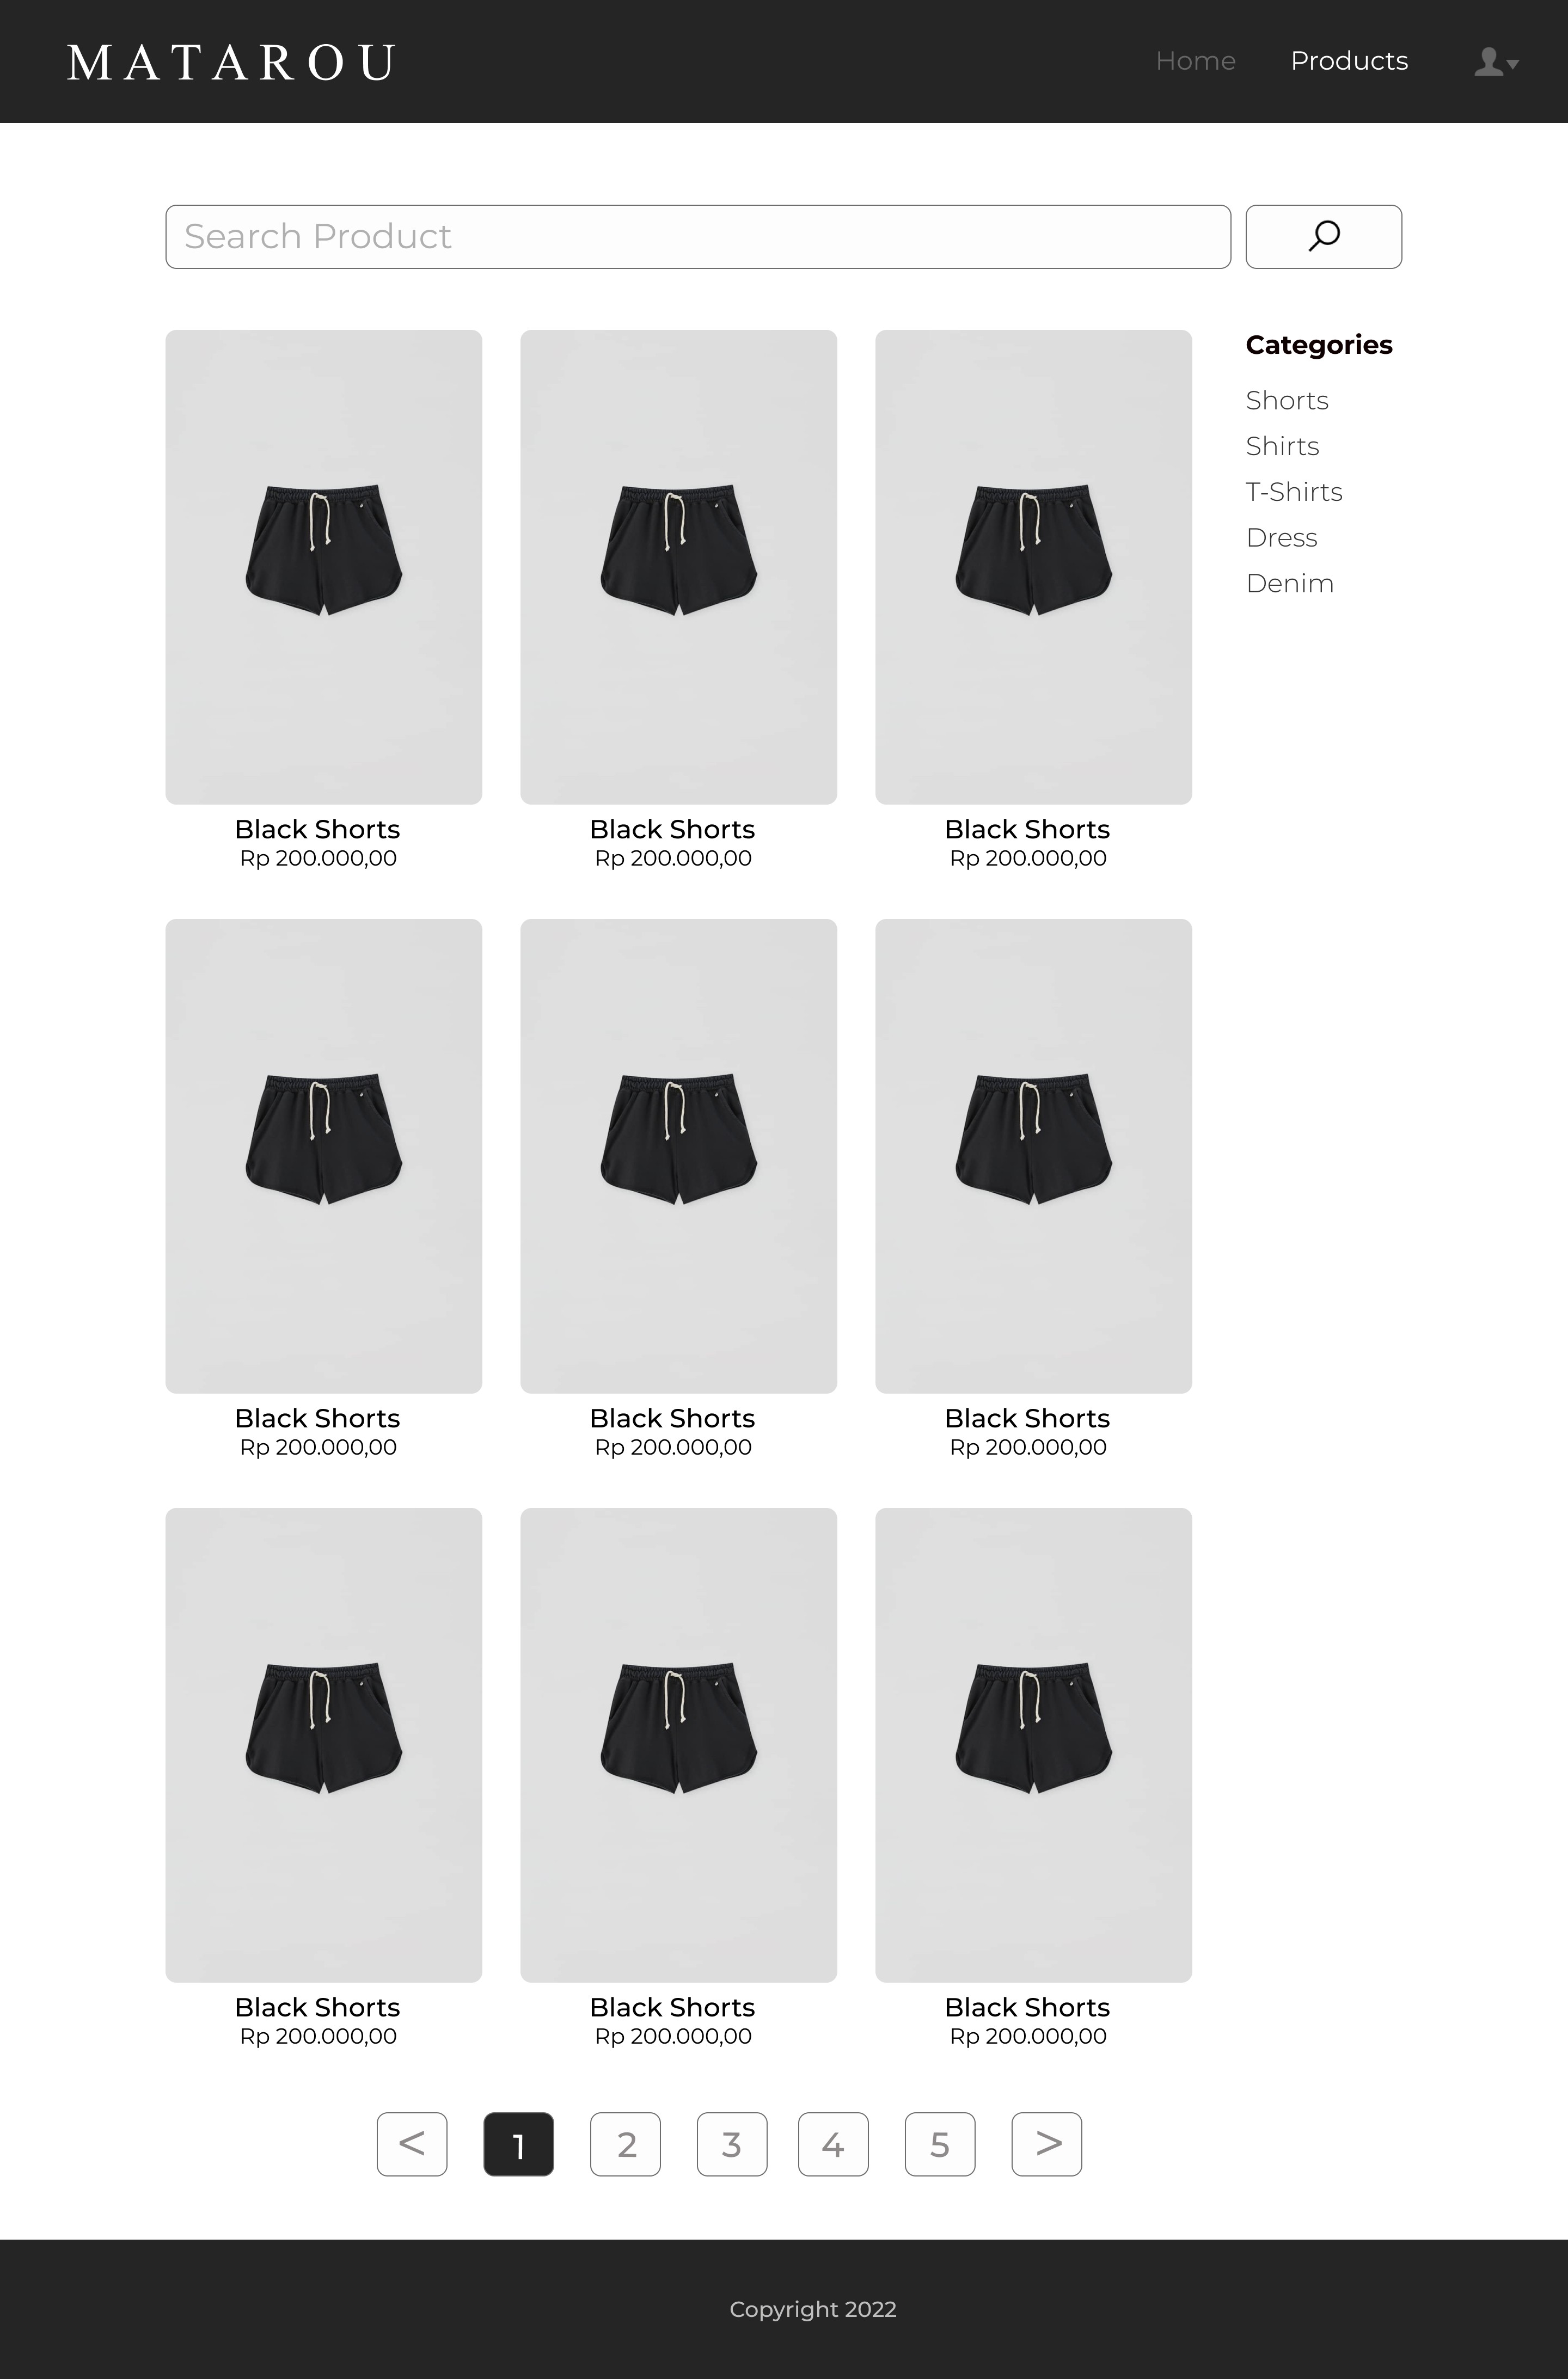 MATAROU
Home Products
Search Product
Categories
Shorts
Shirts
T-Shirts
Dress
Denim
Black Shorts Black Shorts Black Shorts
Rp 200.000,00 Rp 200.000,00 Rp 200.000,00
Black Shorts Black Shorts Black Shorts
Rp 200.000,00 Rp 200.000,00 Rp 200.000,00
Black Shorts Black Shorts Black Shorts
Rp 200.000,00 Rp 200.000,00 Rp 200.000,00
< 1 2 3 4 5 >
Copyright 2022